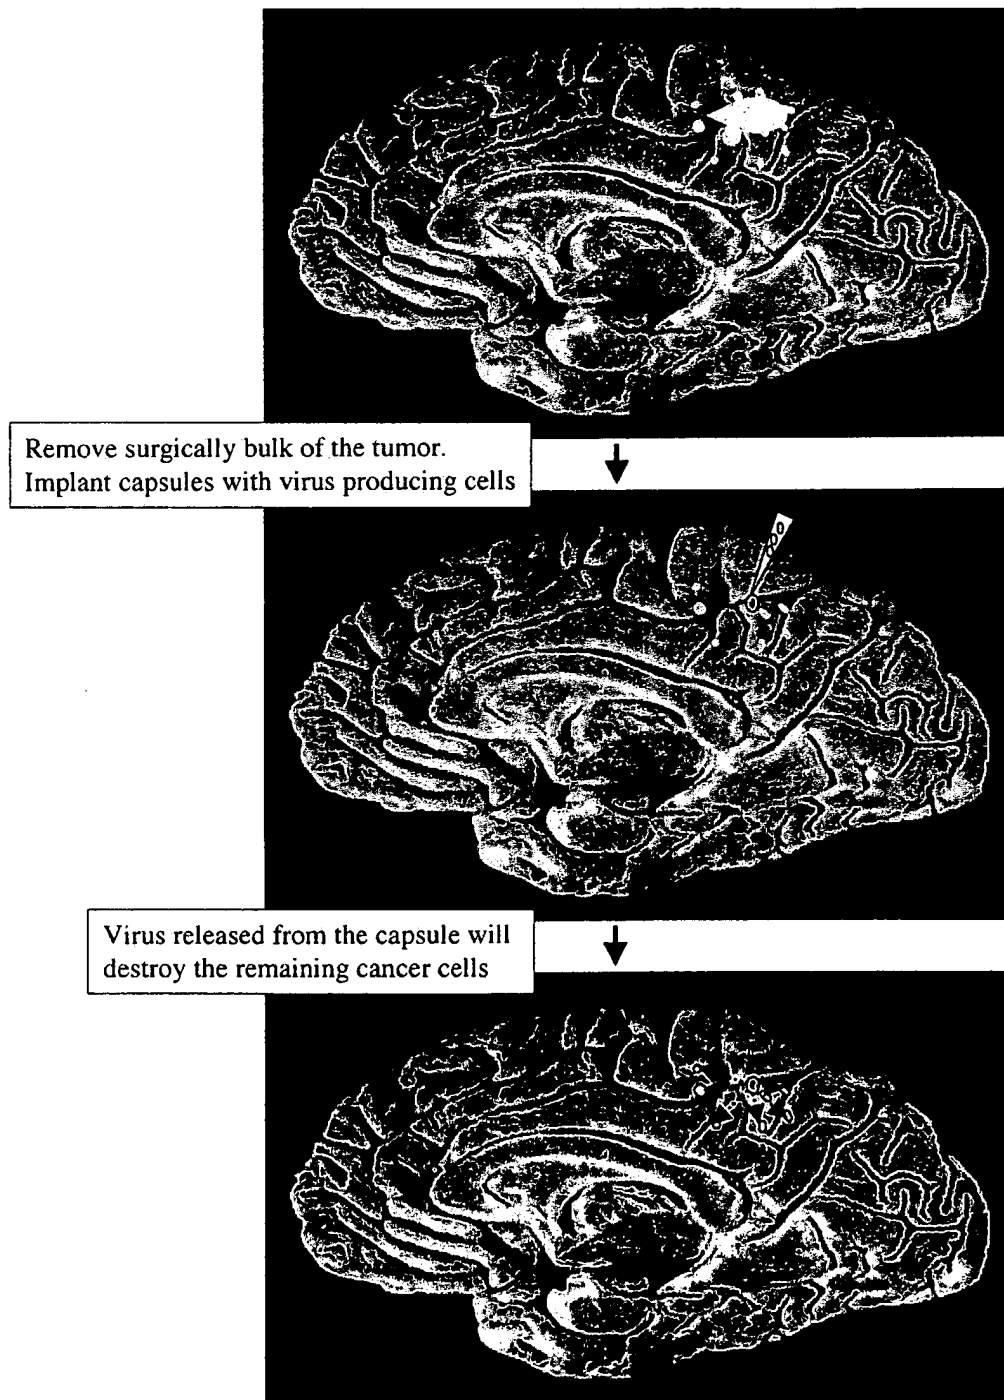 Remove surgically bulk of the tumor.
Implant capsules with virus producing cells
Virus released from the capsule will
destroy the remaining cancer cells